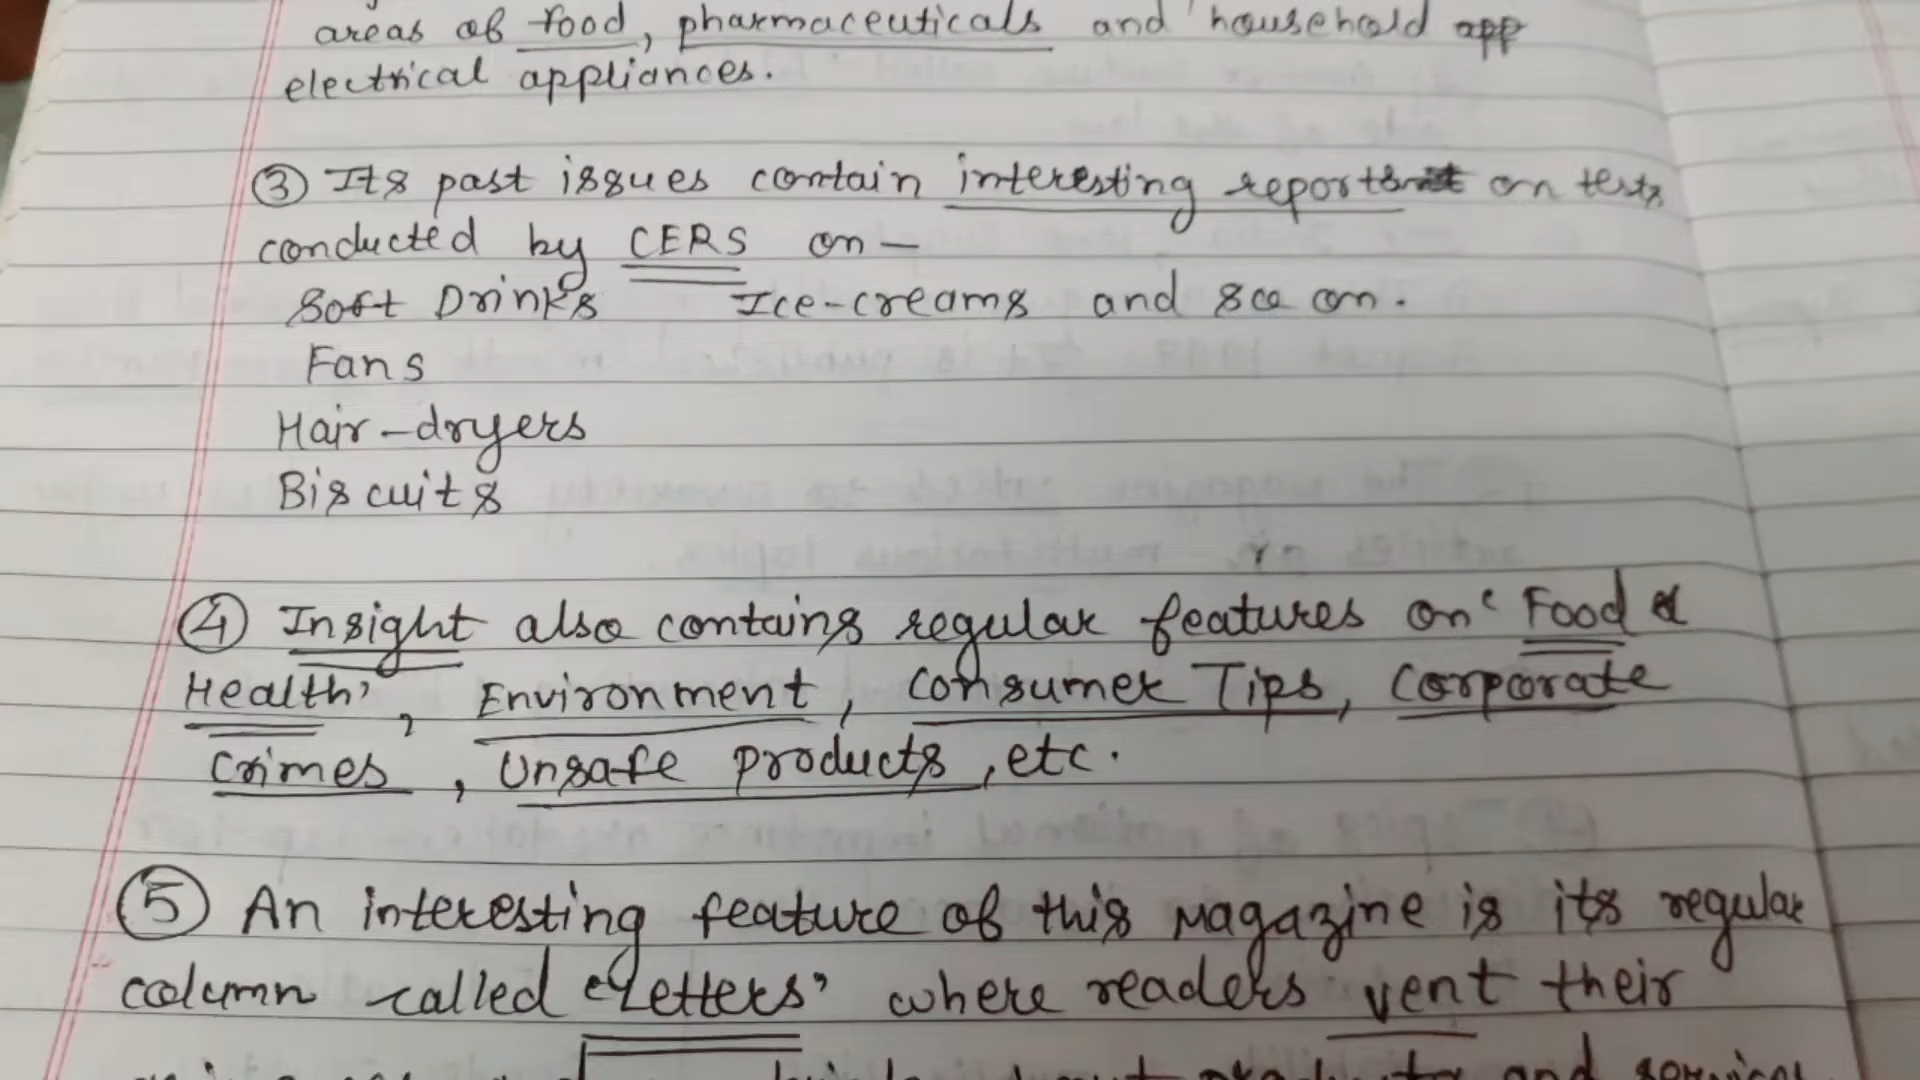 areas of food, pharmaceuticals and household app
electrical appliances.
③ Its past issues contain interesting reports on tests
conducted by CERS on—
Soft Drinks Ice-creams and so on.
Fans
Hair-dryers
Biscuits
④ Insight also contains regular features on 'Food &
Health', Environment, Consumer Tips, Corporate
Crimes, Unsafe products, etc.
⑤ An interesting feature of this Magazine is its regular
column called 'Letters' where readers vent their
and services